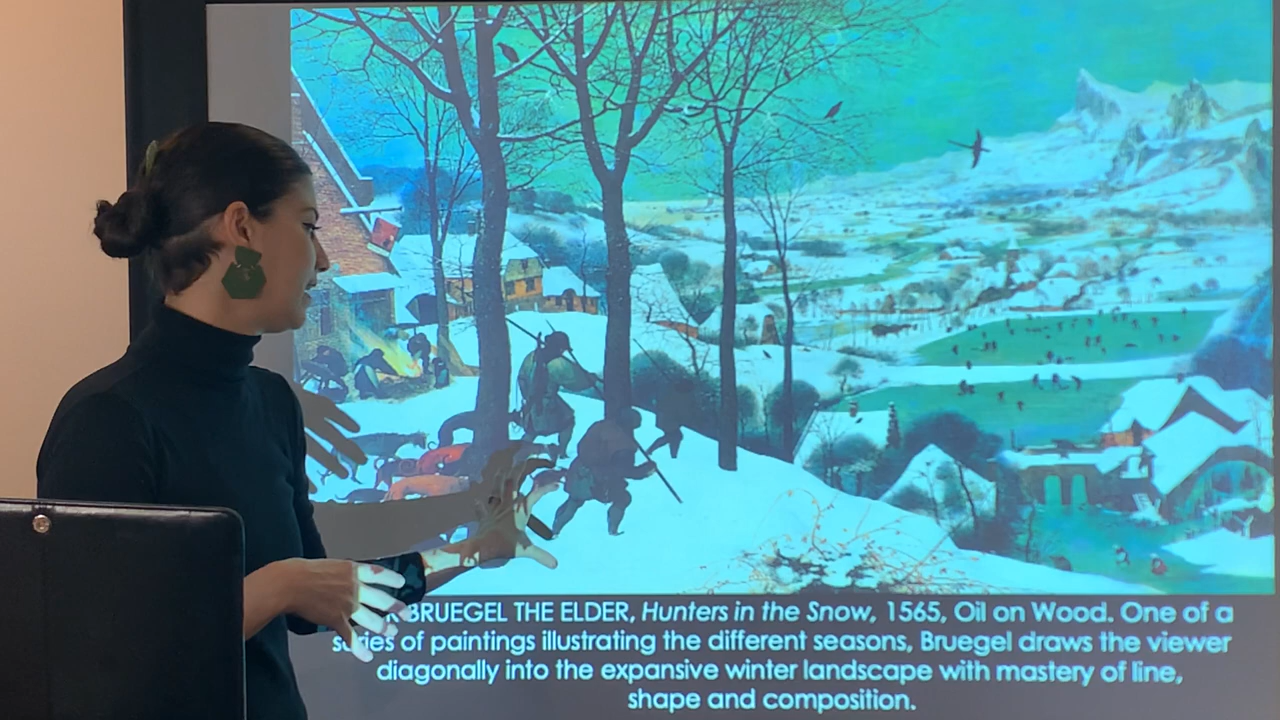 BRUEGEL THE ELDER, Hunters in the Snow, 1565, Oil on Wood. One of a
series of paintings illustrating the different seasons, Bruegel draws the viewer
diagonally into the expansive winter landscape with mastery of line,
shape and composition.